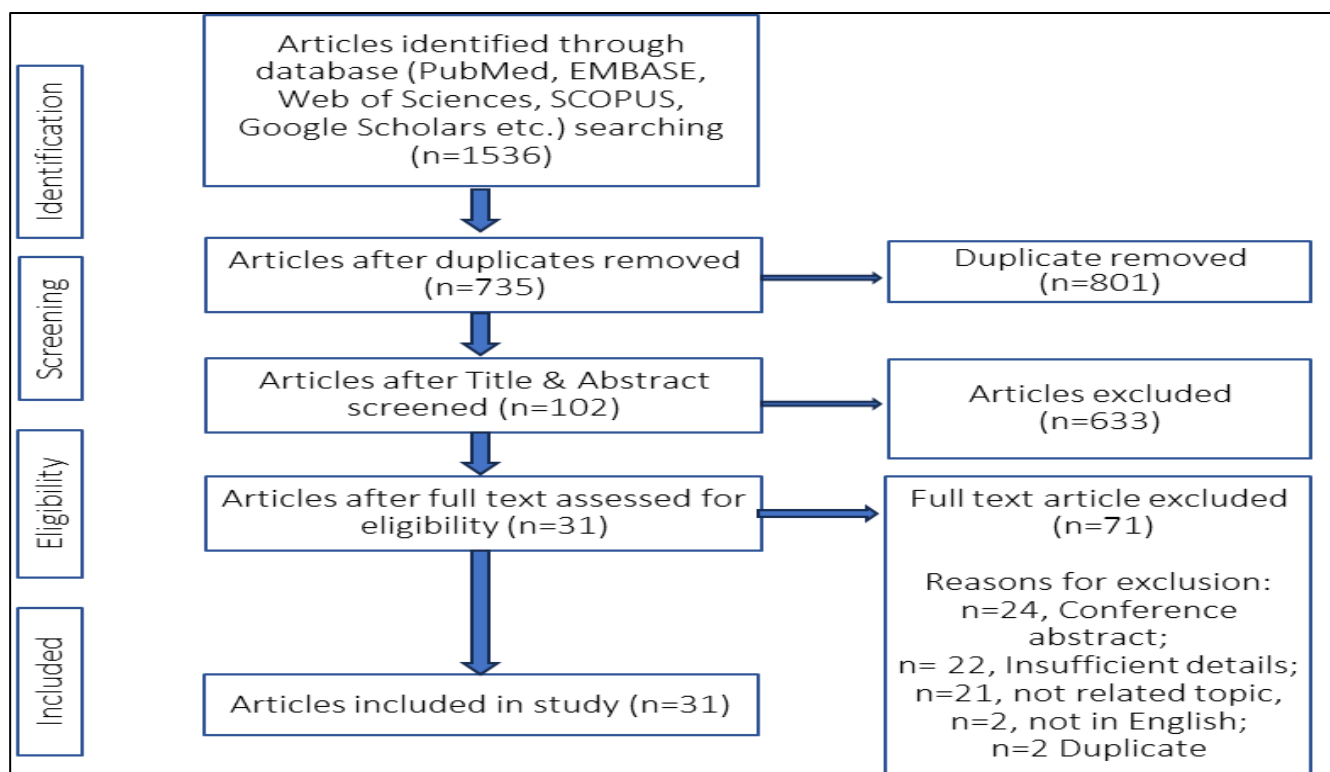 Identification
Articles identified through
database (PubMed, EMBASE,
Web of Sciences, SCOPUS,
Google Scholars etc.) searching
(n=1536)
Screening
Articles after duplicates removed
(n=735)
Duplicate removed
(n=801)
Articles after Title & Abstract
screened (n=102)
Articles excluded
(n=633)
Eligibility
Articles after full text assessed for
eligibility (n=31)
Full text article excluded
(n=71)
Reasons for exclusion:
n=24, Conference
abstract;
n= 22, Insufficient details;
n=21, not related topic,
n=2, not in English;
n=2 Duplicate
Included
Articles included in study (n=31)